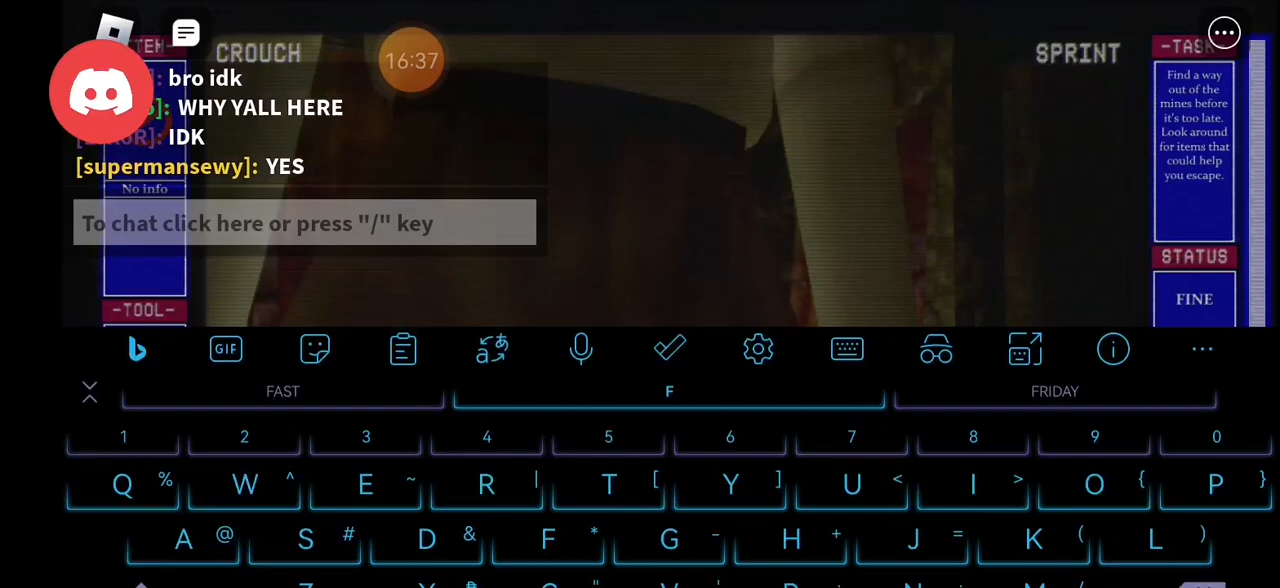 CROUCH
16:37
SPRINT
bro idk
]: WHY YALL HERE
]: IDK
[supermansewy]: YES
No info
To chat click here or press "/" key
-TOOL-
-TASK
Find a way
out of the
mines before
it's too late.
Look around
for items that
could help
you escape.
STATUS
FINE
GIF
FAST F FRIDAY
1 2 3 4 5 6 7 8 9 0
Q % W ^ E ~ R | T [ Y ] U < I > O { P }
A @ S # D & F * G - H + J = K ( L )